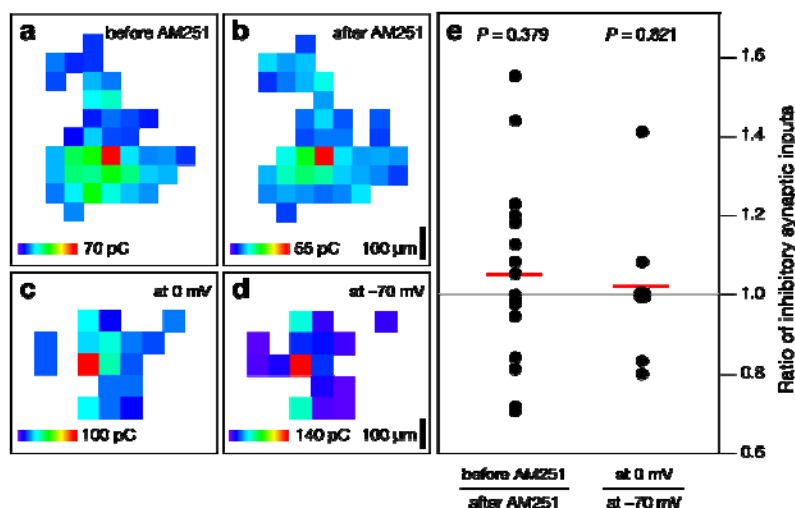 a before AM251
70 pC
b after AM251
55 pC 100 µm
c at 0 mV
100 pC
d at –70 mV
140 pC 100 µm
e P = 0.379 P = 0.821
1.6
1.4
1.2
1.0
0.8
0.6
Ratio of inhibitory synaptic inputs
before AM251
after AM251
at 0 mV
at –70 mV